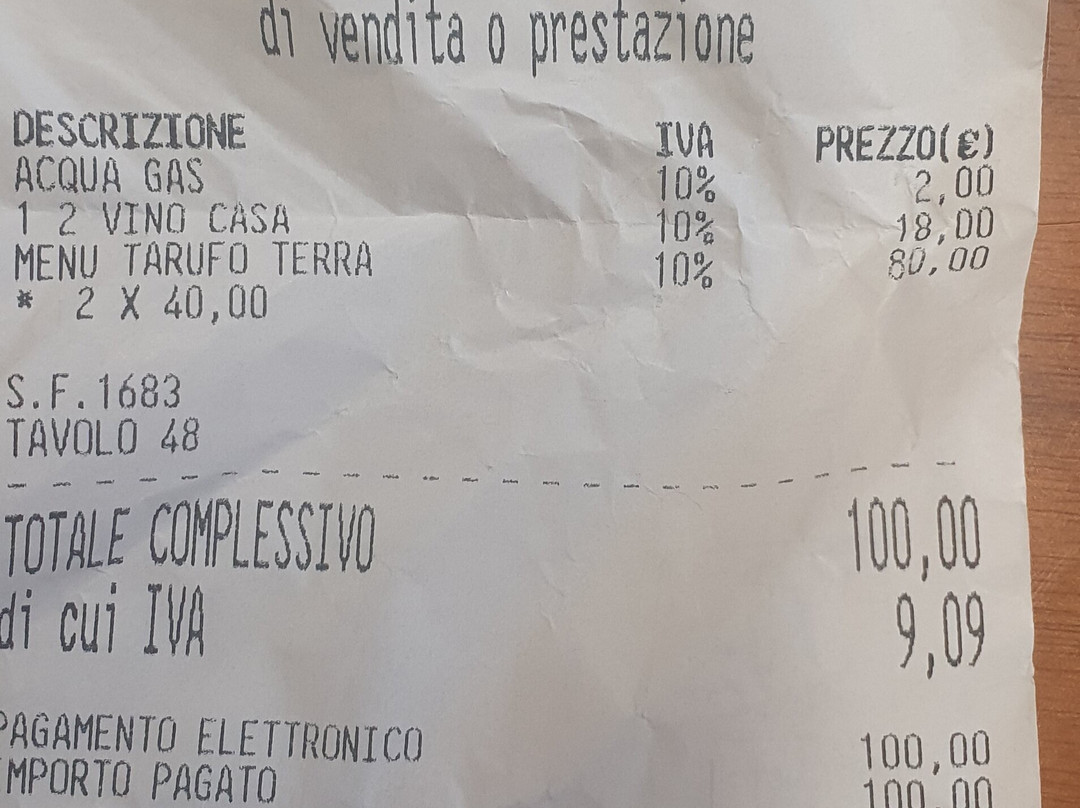 di vendita o prestazione
DESCRIZIONE IVA PREZZO(€)
ACQUA GAS 10% 2,00
1 2 VINO CASA 10% 18,00
MENU TARUFO TERRA 10% 80,00
* 2 X 40,00
S.F.1683
TAVOLO 48
TOTALE COMPLESSIVO 100,00
di cui IVA 9,09
PAGAMENTO ELETTRONICO 100,00
IMPORTO PAGATO 100,00